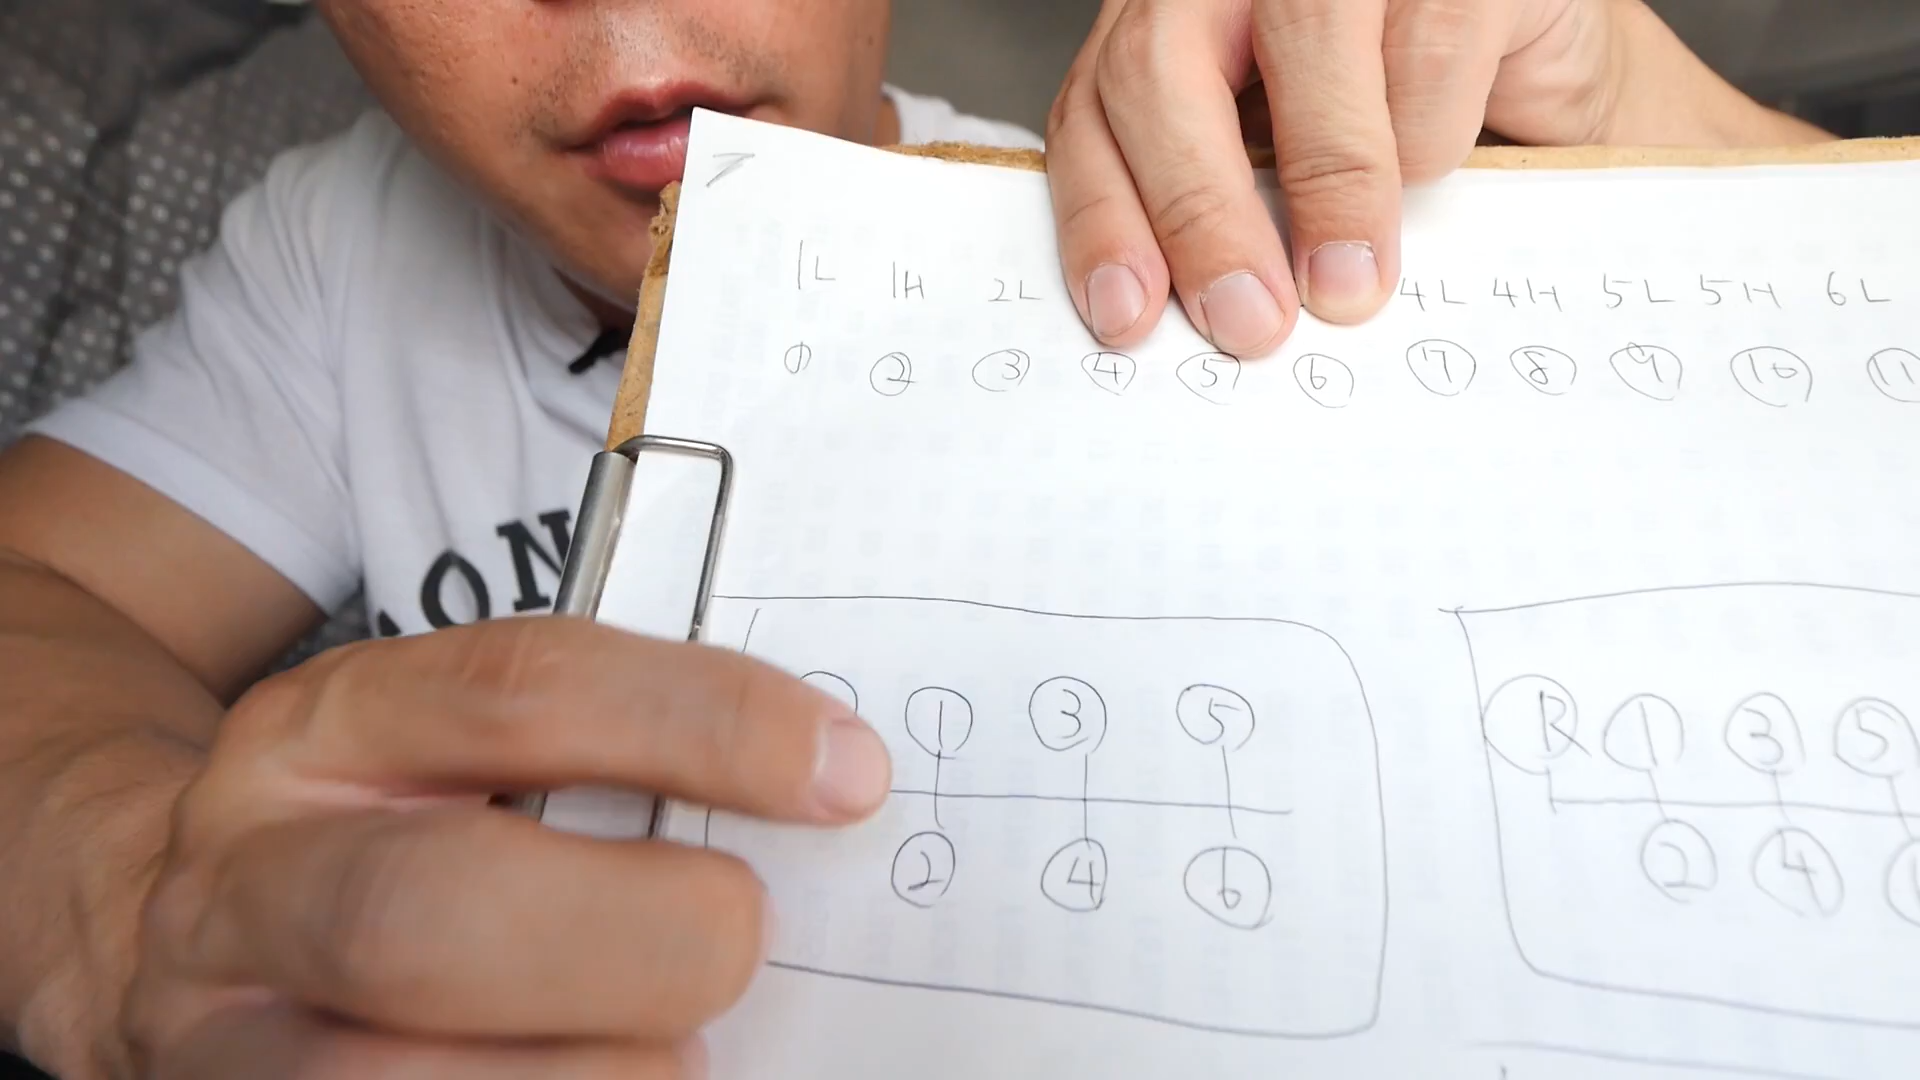 1L 1H 2L 4L 4H 5L 5H 6L
① ② ③ ④ ⑤ ⑥ ⑦ ⑧ ⑨ ⑩ ⑪
ON
1 3 5
2 4 6
R 1 3 5
2 4